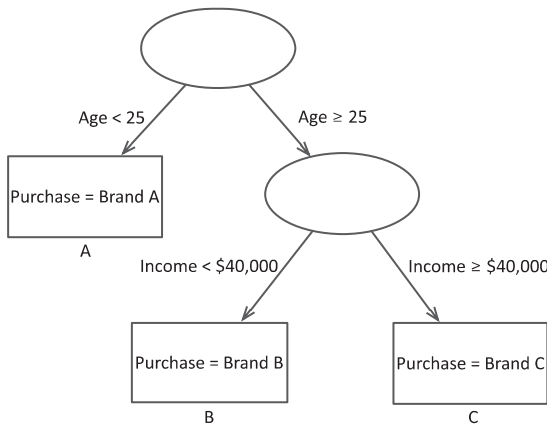 Age < 25
Age ≥ 25
Purchase = Brand A
A
Income < $40,000
Income ≥ $40,000
Purchase = Brand B
Purchase = Brand C
B
C